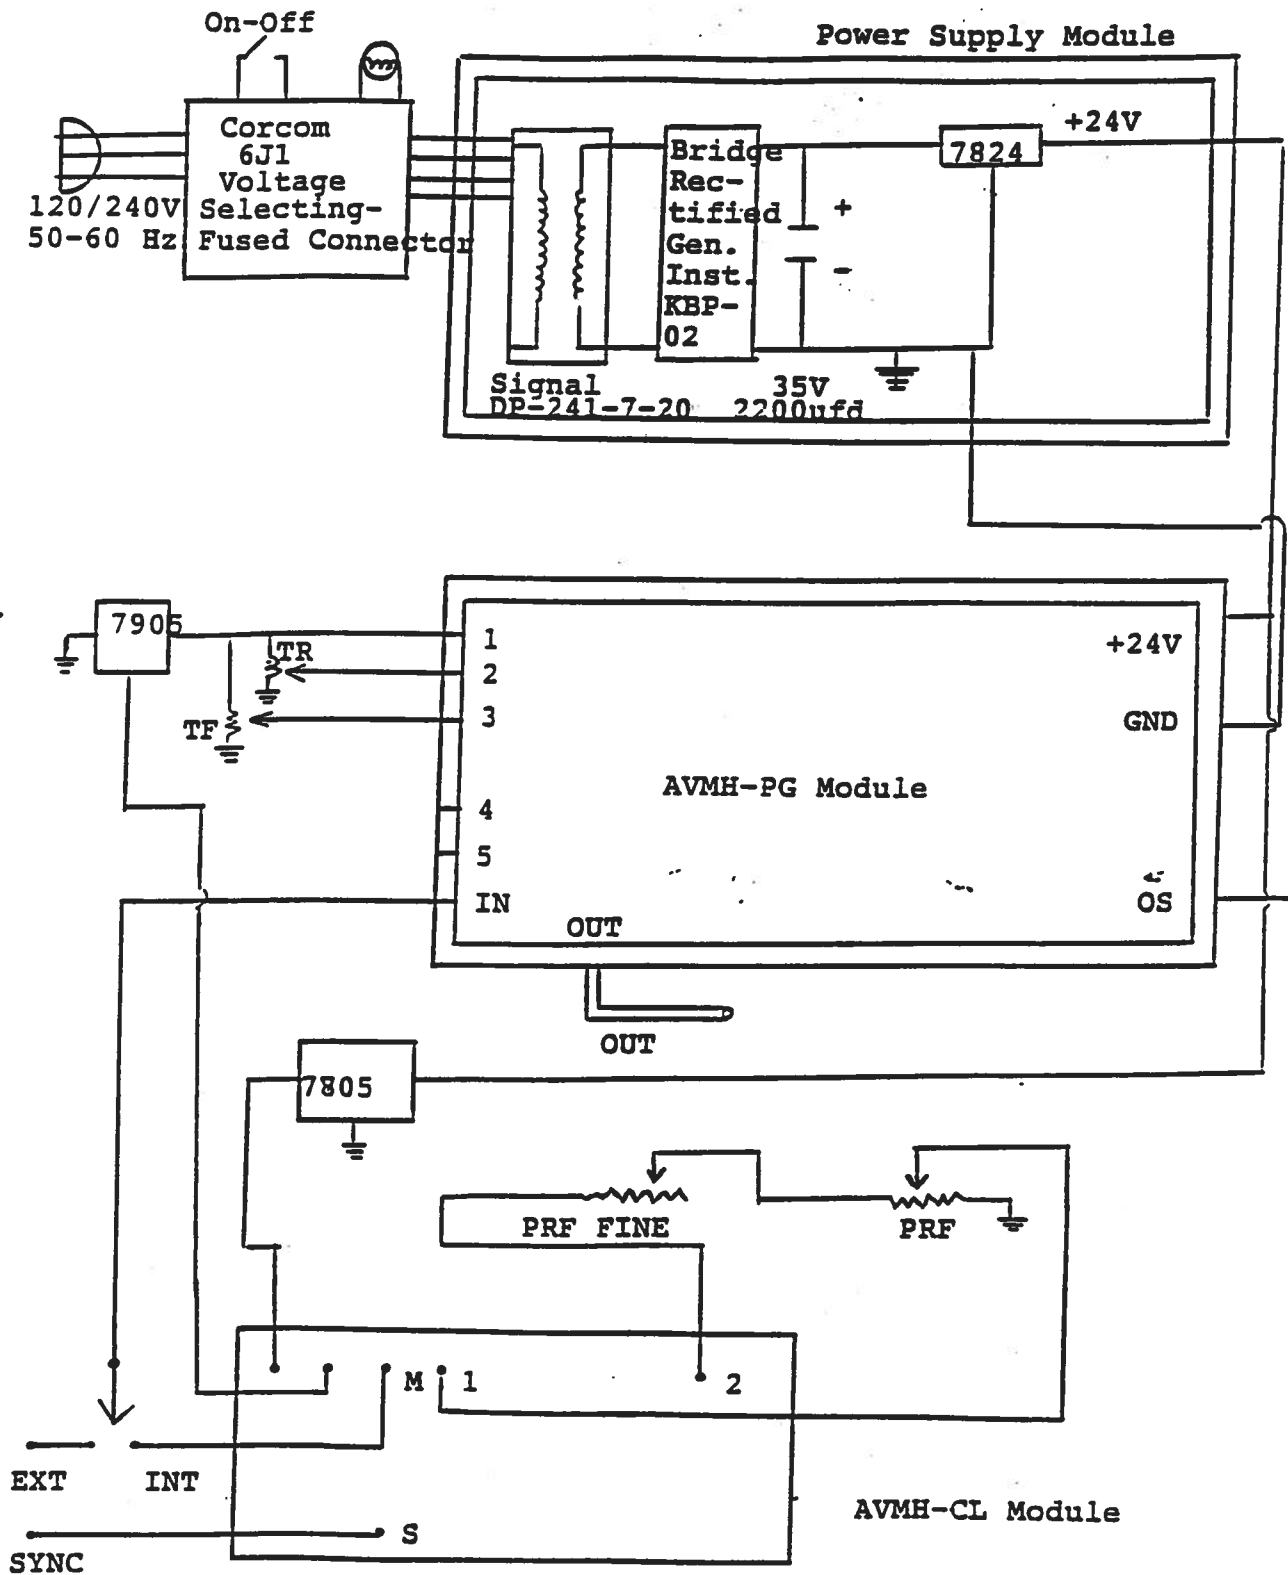 On-Off
Power Supply Module
Corcom
6J1
Voltage
Selecting-
Fused Connector
120/240V
50-60 Hz
Bridge
Rec-
tified
Gen.
Inst.
KBP-
02
+
-
7824
+24V
Signal
DP-241-7-20
35V
2200ufd
7905
TR
TF
1
2
3
4
5
IN
+24V
GND
AVMH-PG Module
OS
OUT
OUT
7805
PRF FINE
PRF
M
1
2
EXT
INT
S
SYNC
AVMH-CL Module